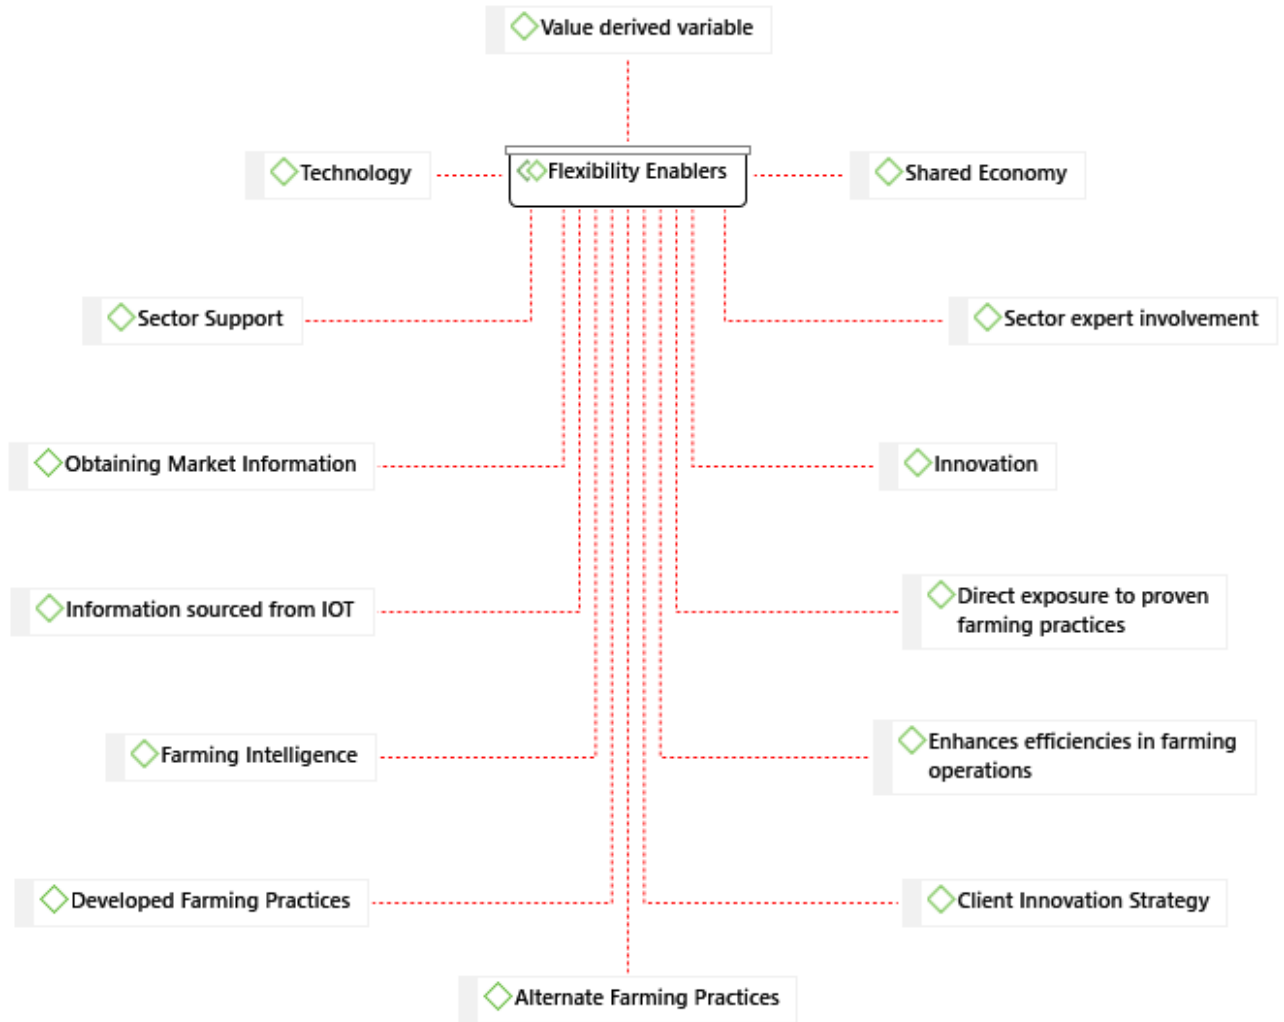 Value derived variable
Technology
Flexibility Enablers
Shared Economy
Sector Support
Sector expert involvement
Obtaining Market Information
Innovation
Information sourced from IOT
Direct exposure to proven
farming practices
Farming Intelligence
Enhances efficiencies in farming
operations
Developed Farming Practices
Client Innovation Strategy
Alternate Farming Practices